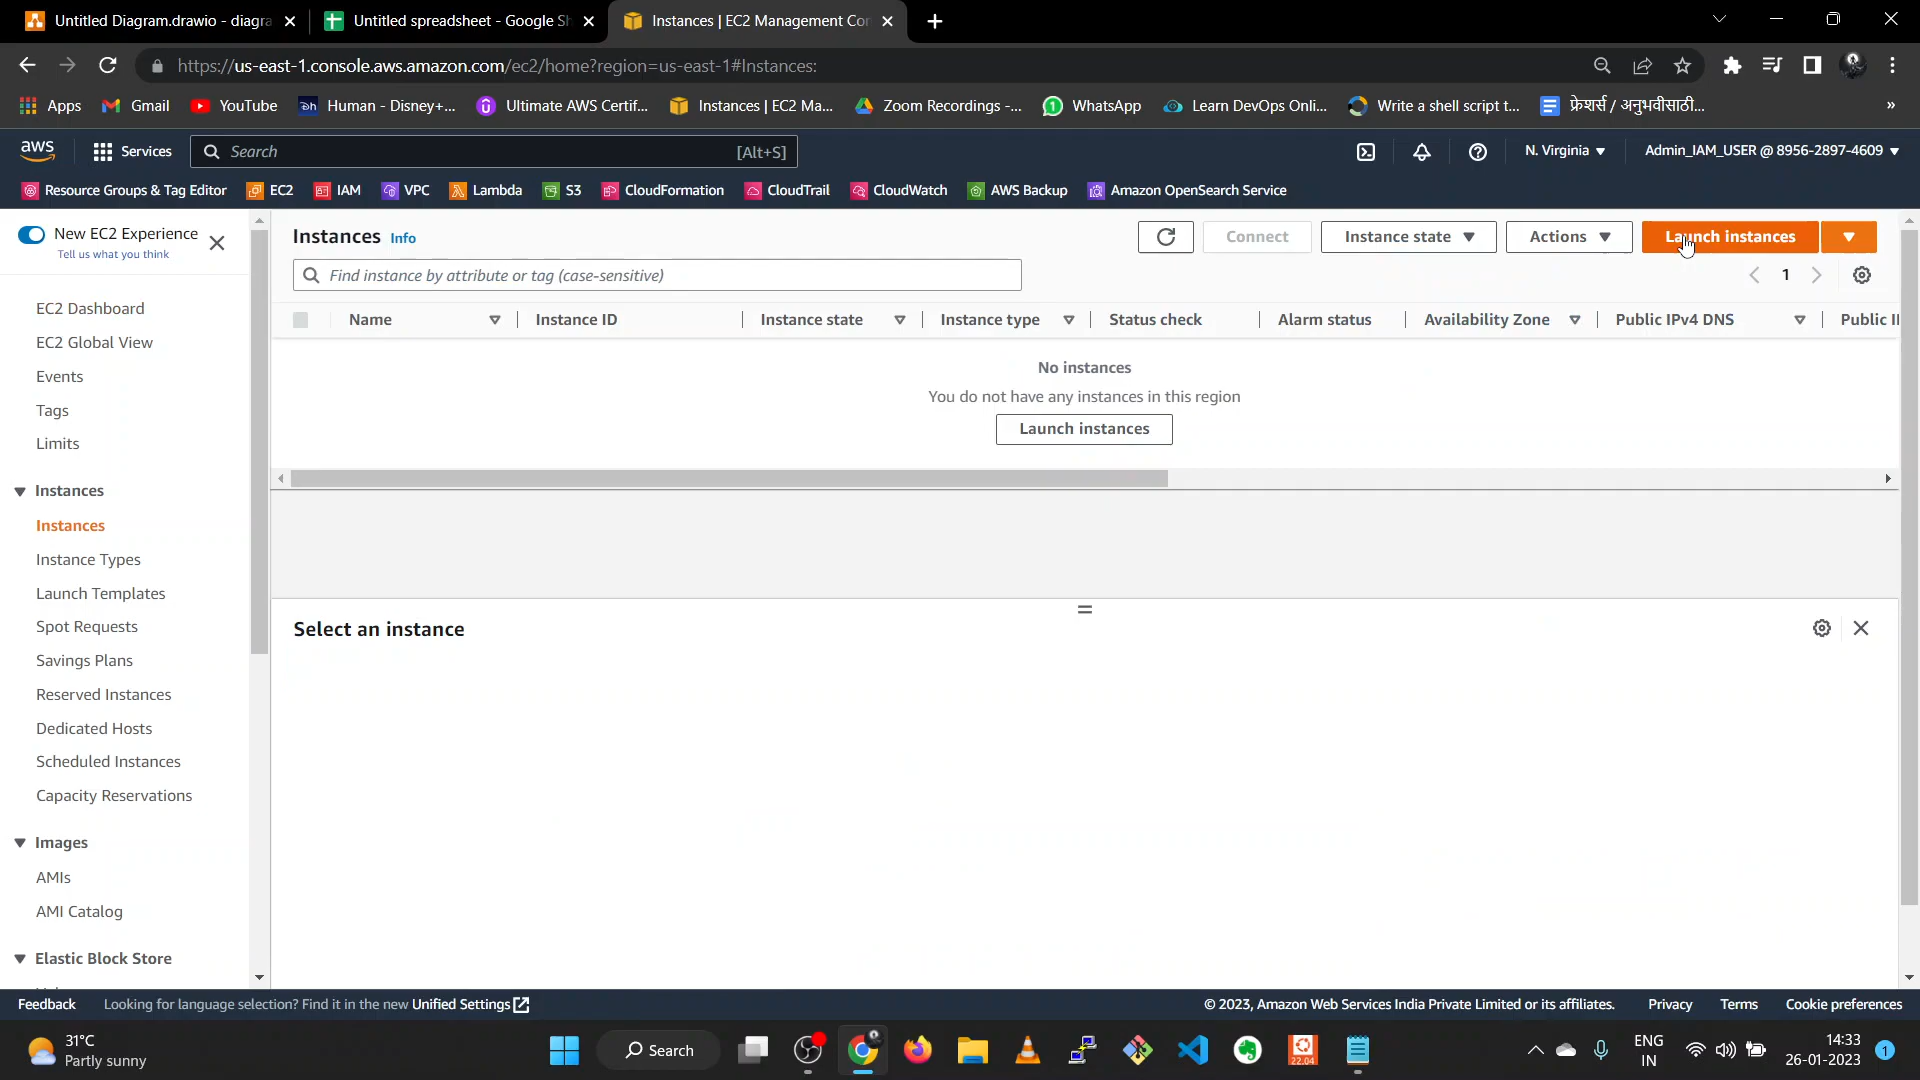 Untitled Diagram.drawio - diagra
Untitled spreadsheet - Google Sh
Instances | EC2 Management Con
https://us-east-1.console.aws.amazon.com/ec2/home?region=us-east-1#Instances:
Apps
Gmail
YouTube
Human - Disney+...
Ultimate AWS Certif...
Instances | EC2 Ma...
Zoom Recordings -...
WhatsApp
Learn DevOps Onli...
Write a shell script t...
फ्रेशर्स / अनुभवीसाठी...
»
aws
Services
Search
[Alt+S]
N. Virginia
Admin_IAM_USER @ 8956-2897-4609
Resource Groups & Tag Editor
EC2
IAM
VPC
Lambda
S3
CloudFormation
CloudTrail
CloudWatch
AWS Backup
Amazon OpenSearch Service
New EC2 Experience
Tell us what you think
EC2 Dashboard
EC2 Global View
Events
Tags
Limits
Instances
Instances
Instance Types
Launch Templates
Spot Requests
Savings Plans
Reserved Instances
Dedicated Hosts
Scheduled Instances
Capacity Reservations
Images
AMIs
AMI Catalog
Elastic Block Store
Instances Info
Connect
Instance state
Actions
Launch instances
Find instance by attribute or tag (case-sensitive)
1
Name
Instance ID
Instance state
Instance type
Status check
Alarm status
Availability Zone
Public IPv4 DNS
Public II
No instances
You do not have any instances in this region
Launch instances
Select an instance
Feedback
Looking for language selection? Find it in the new Unified Settings
© 2023, Amazon Web Services India Private Limited or its affiliates.
Privacy
Terms
Cookie preferences
31°C
Partly sunny
Search
22.04
ENG
IN
14:33
26-01-2023
1